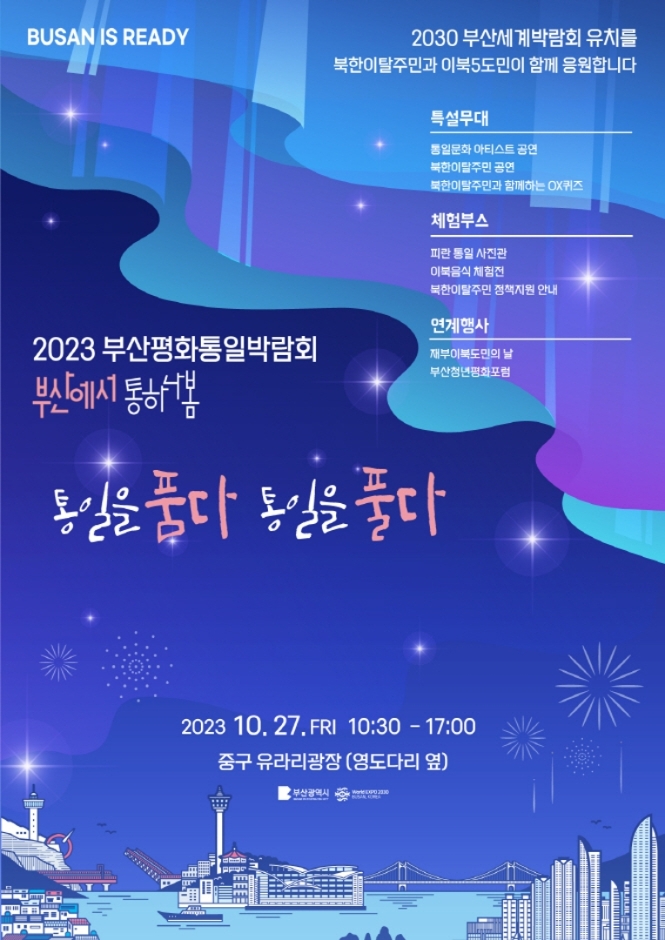 BUSAN IS READY
2030 부산세계박람회 유치를
북한이탈주민과 이북5도민이 함께 응원합니다
특설무대
통일문화 아티스트 공연
북한이탈주민 공연
북한이탈주민과 함께하는 OX퀴즈
체험부스
피란 통일 사진관
이북음식 체험전
북한이탈주민 정책지원 안내
연계행사
재부이북도민의 날
부산청년평화포럼
2023 부산평화통일박람회
부산에서 통하나봄
통일을 품다 통일을 풀다
2023 10. 27. FRI 10:30 - 17:00
중구 유라리광장 (영도다리 옆)
부산광역시
World EXPO 2030
BUSAN, KOREA